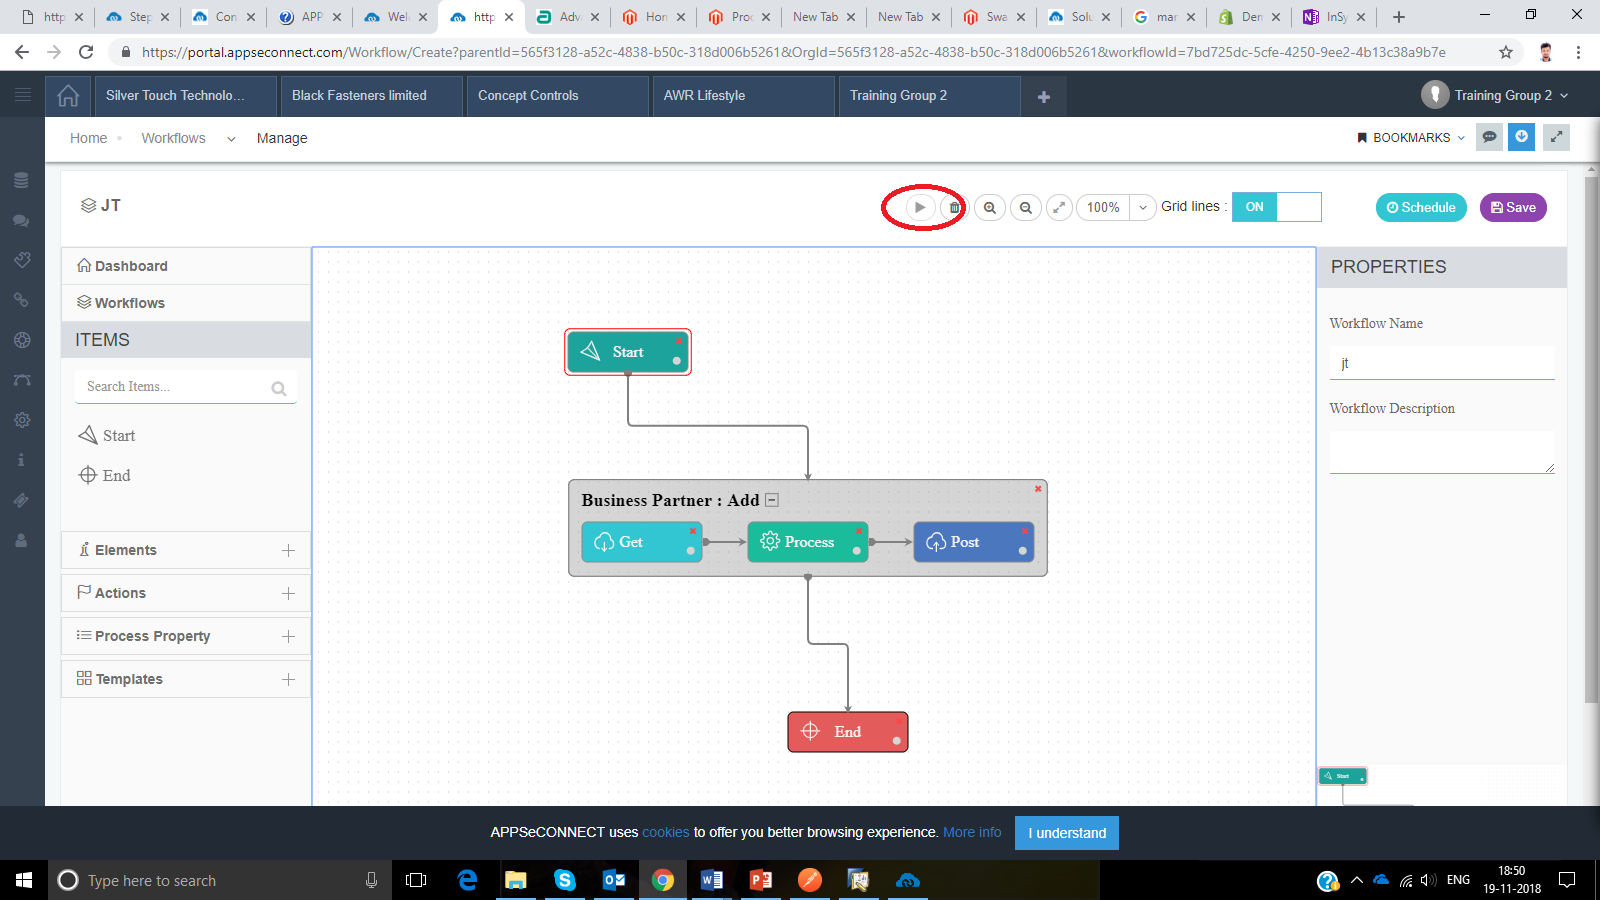 http
Step
Con
APP
Wel
http
Adv
Hon
Proc
New Tab
New Tab
Swa
Solu
mar
Den
InSy
https://portal.appseconnect.com/Workflow/Create?parentId=565f3128-a52c-4838-b50c-318d006b5261&OrgId=565f3128-a52c-4838-b50c-318d006b5261&workflowId=7bd725dc-5cfe-4250-9ee2-4b13c38a9b7e
Silver Touch Technolo...
Black Fasteners limited
Concept Controls
AWR Lifestyle
Training Group 2
Training Group 2
Home
Workflows
Manage
BOOKMARKS
JT
100%
Grid lines :
ON
Schedule
Save
Dashboard
Workflows
ITEMS
Search Items...
Start
End
Elements
Actions
Process Property
Templates
Start
Business Partner : Add
Get
Process
Post
End
PROPERTIES
Workflow Name
jt
Workflow Description
Start
APPSeCONNECT uses cookies to offer you better browsing experience. More info
I understand
Type here to search
ENG
18:50
19-11-2018